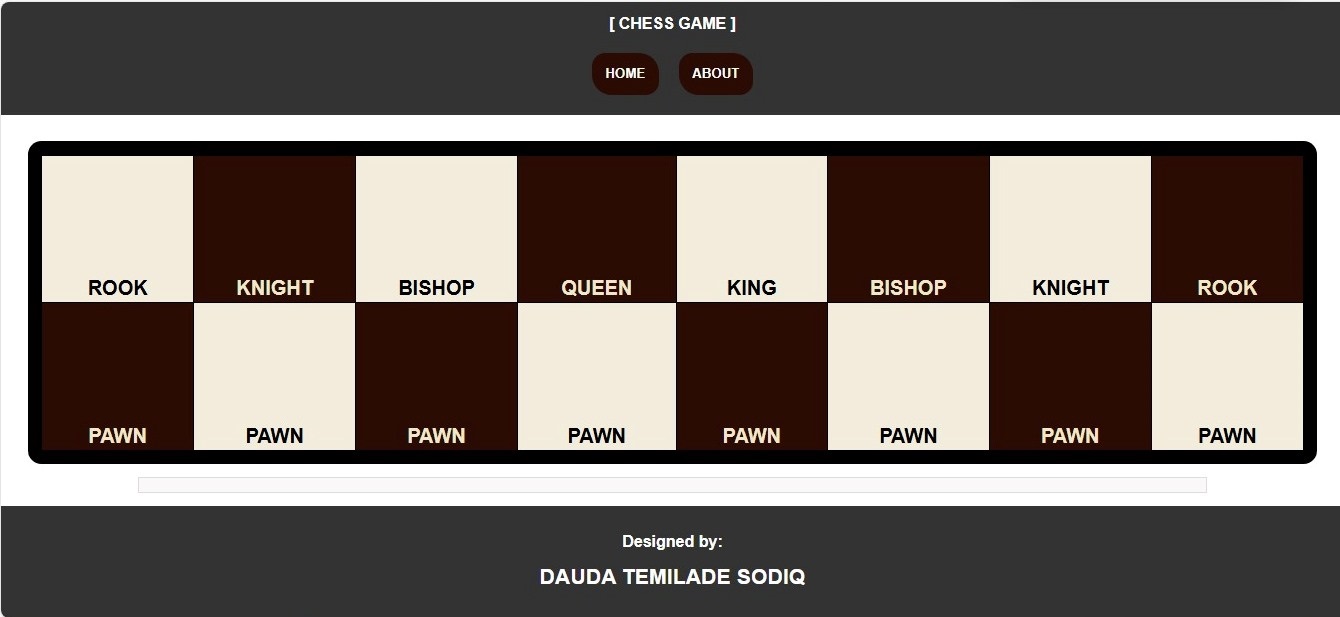 [ CHESS GAME ]
HOME ABOUT
ROOK KNIGHT BISHOP QUEEN KING BISHOP KNIGHT ROOK
PAWN PAWN PAWN PAWN PAWN PAWN PAWN PAWN
Designed by:
DAUDA TEMILADE SODIQ